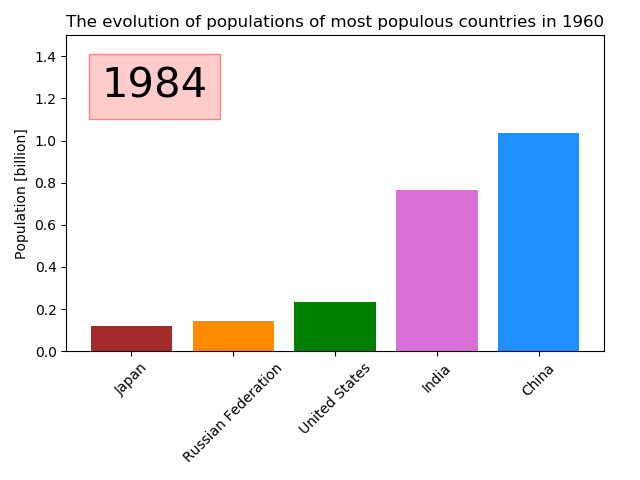 The evolution of populations of most populous countries in 1960
1984
Population [billion]
1.4
1.2
1.0
0.8
0.6
0.4
0.2
0.0
Japan
Russian Federation
United States
India
China